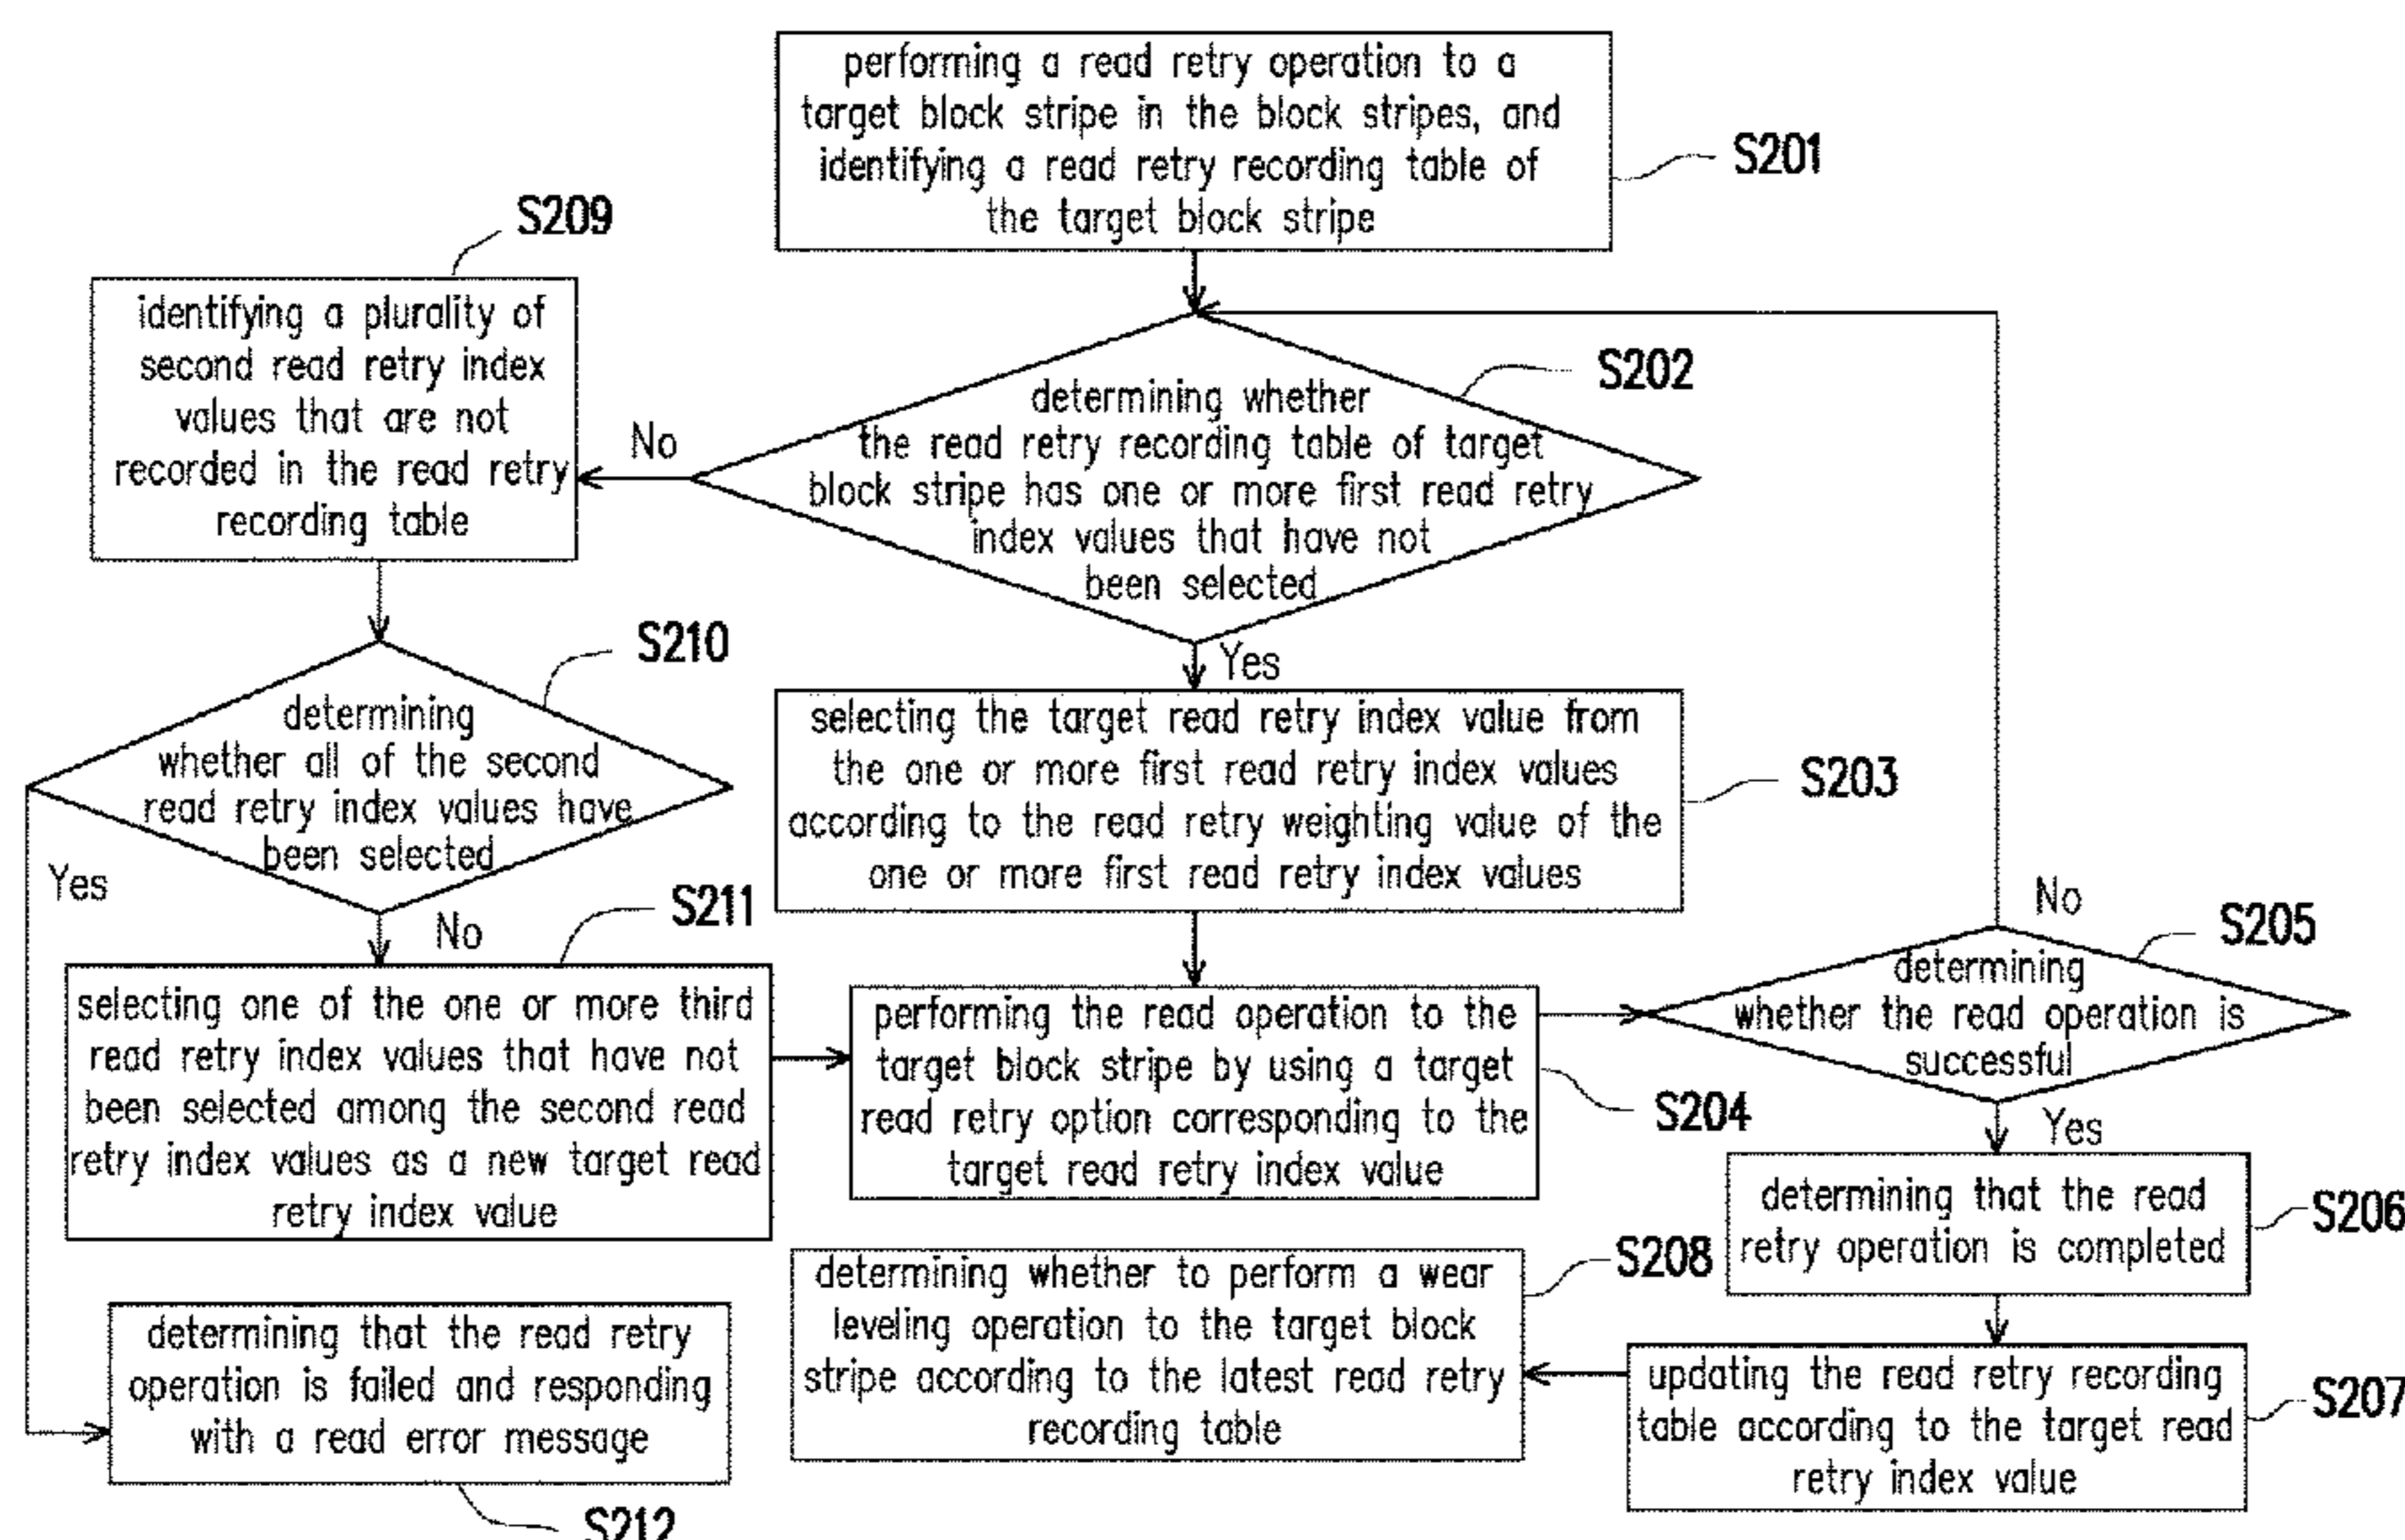 performing a read retry operation to a
target block stripe in the block stripes, and
identifying a read retry recording table of
the target block stripe
S201
S209
identifying a plurality of
second read retry index
values that are not
recorded in the read retry
recording table
No
determining whether
the read retry recording table of target
block stripe has one or more first read retry
index values that have not
been selected
S202
Yes
S210
determining
whether all of the second
read retry index values have
been selected
Yes
No
selecting the target read retry index value from
the one or more first read retry index values
according to the read retry weighting value of the
one or more first read retry index values
S203
S211
selecting one of the one or more third
read retry index values that have not
been selected among the second read
retry index values as a new target read
retry index value
performing the read operation to the
target block stripe by using a target
read retry option corresponding to the
target read retry index value
S204
No
S205
determining
whether the read operation is
successful
Yes
determining that the read
retry operation is completed
S206
updating the read retry recording
table according to the target read
retry index value
S207
determining whether to perform a wear
leveling operation to the target block
stripe according to the latest read retry
recording table
S208
determining that the read retry
operation is failed and responding
with a read error message
S212